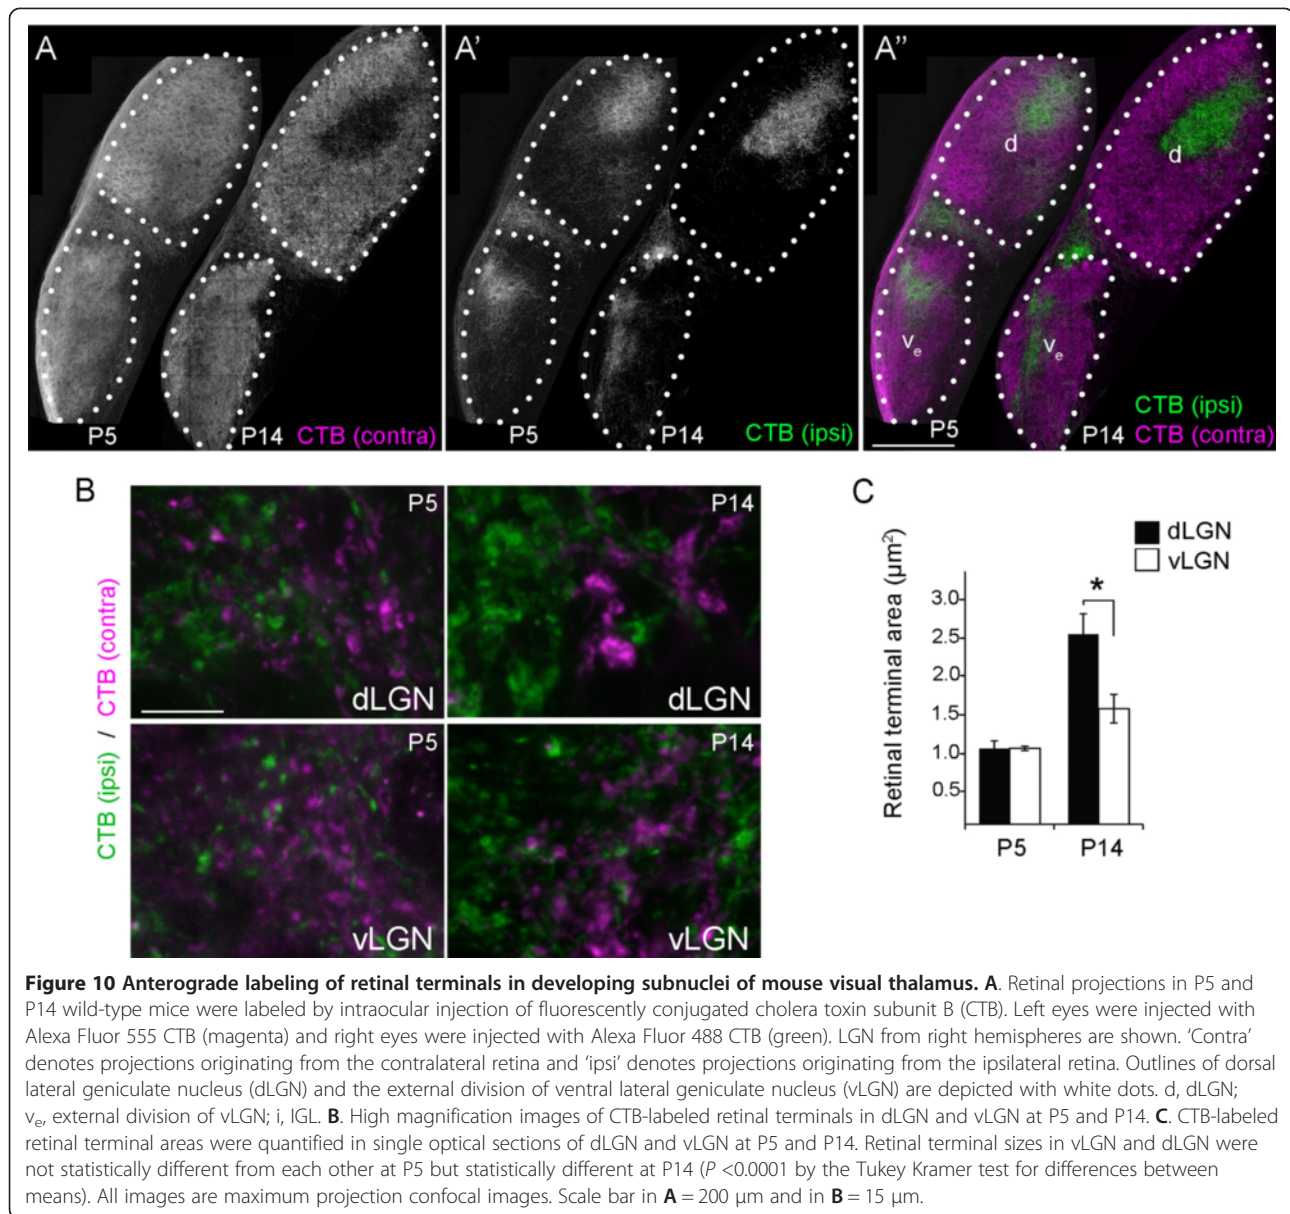 A
A'
A''
d
d
v
e
v
e
P5
P14
CTB (contra)
P5
P14
CTB (ipsi)
P5
P14
CTB (ipsi)
CTB (contra)
B
CTB (ipsi) / CTB (contra)
P5
dLGN
P14
dLGN
P5
vLGN
P14
vLGN
C
dLGN
vLGN
Retinal terminal area (µm²)
*
3.0
2.5
2.0
1.5
1.0
0.5
P5
P14
Figure 10 Anterograde labeling of retinal terminals in developing subnuclei of mouse visual thalamus. A. Retinal projections in P5 and
P14 wild-type mice were labeled by intraocular injection of fluorescently conjugated cholera toxin subunit B (CTB). Left eyes were injected with
Alexa Fluor 555 CTB (magenta) and right eyes were injected with Alexa Fluor 488 CTB (green). LGN from right hemispheres are shown. ‘Contra’
denotes projections originating from the contralateral retina and ‘ipsi’ denotes projections originating from the ipsilateral retina. Outlines of dorsal
lateral geniculate nucleus (dLGN) and the external division of ventral lateral geniculate nucleus (vLGN) are depicted with white dots. d, dLGN;
vₑ, external division of vLGN; i, IGL. B. High magnification images of CTB-labeled retinal terminals in dLGN and vLGN at P5 and P14. C. CTB-labeled
retinal terminal areas were quantified in single optical sections of dLGN and vLGN at P5 and P14. Retinal terminal sizes in vLGN and dLGN were
not statistically different from each other at P5 but statistically different at P14 (P <0.0001 by the Tukey Kramer test for differences between
means). All images are maximum projection confocal images. Scale bar in A = 200 µm and in B = 15 µm.